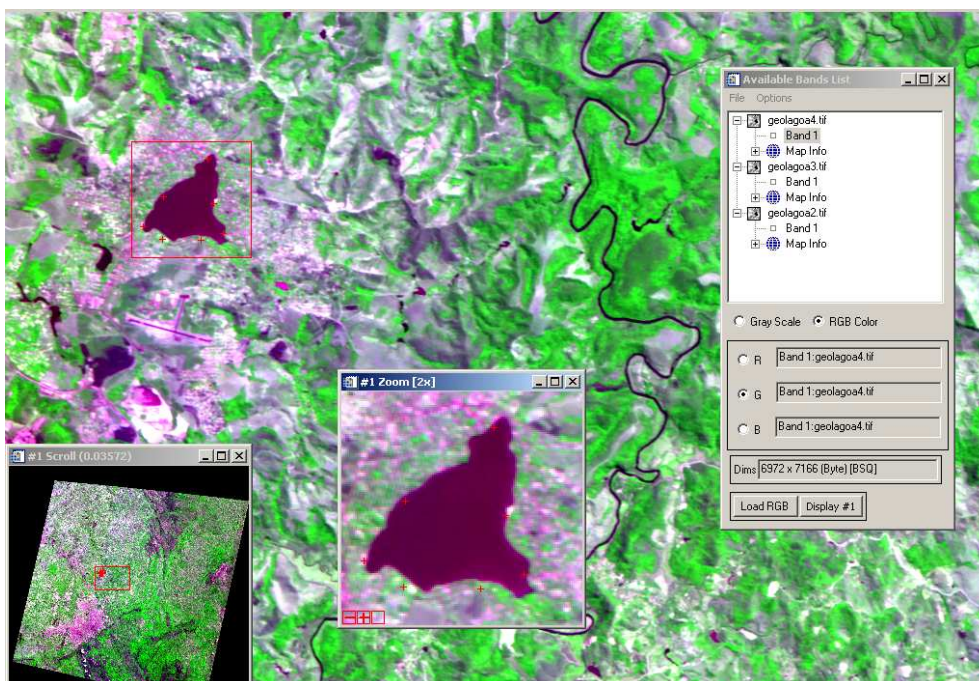 Available Bands List
File Options
geolagoa4.tif
Band 1
Map Info
geolagoa3.tif
Band 1
Map Info
geolagoa2.tif
Band 1
Map Info
Gray Scale RGB Color
R Band 1:geolagoa4.tif
G Band 1:geolagoa4.tif
B Band 1:geolagoa4.tif
Dims 6972 x 7166 (Byte) [BSQ]
Load RGB Display #1
#1 Zoom [2x]
#1 Scroll (0.03572)